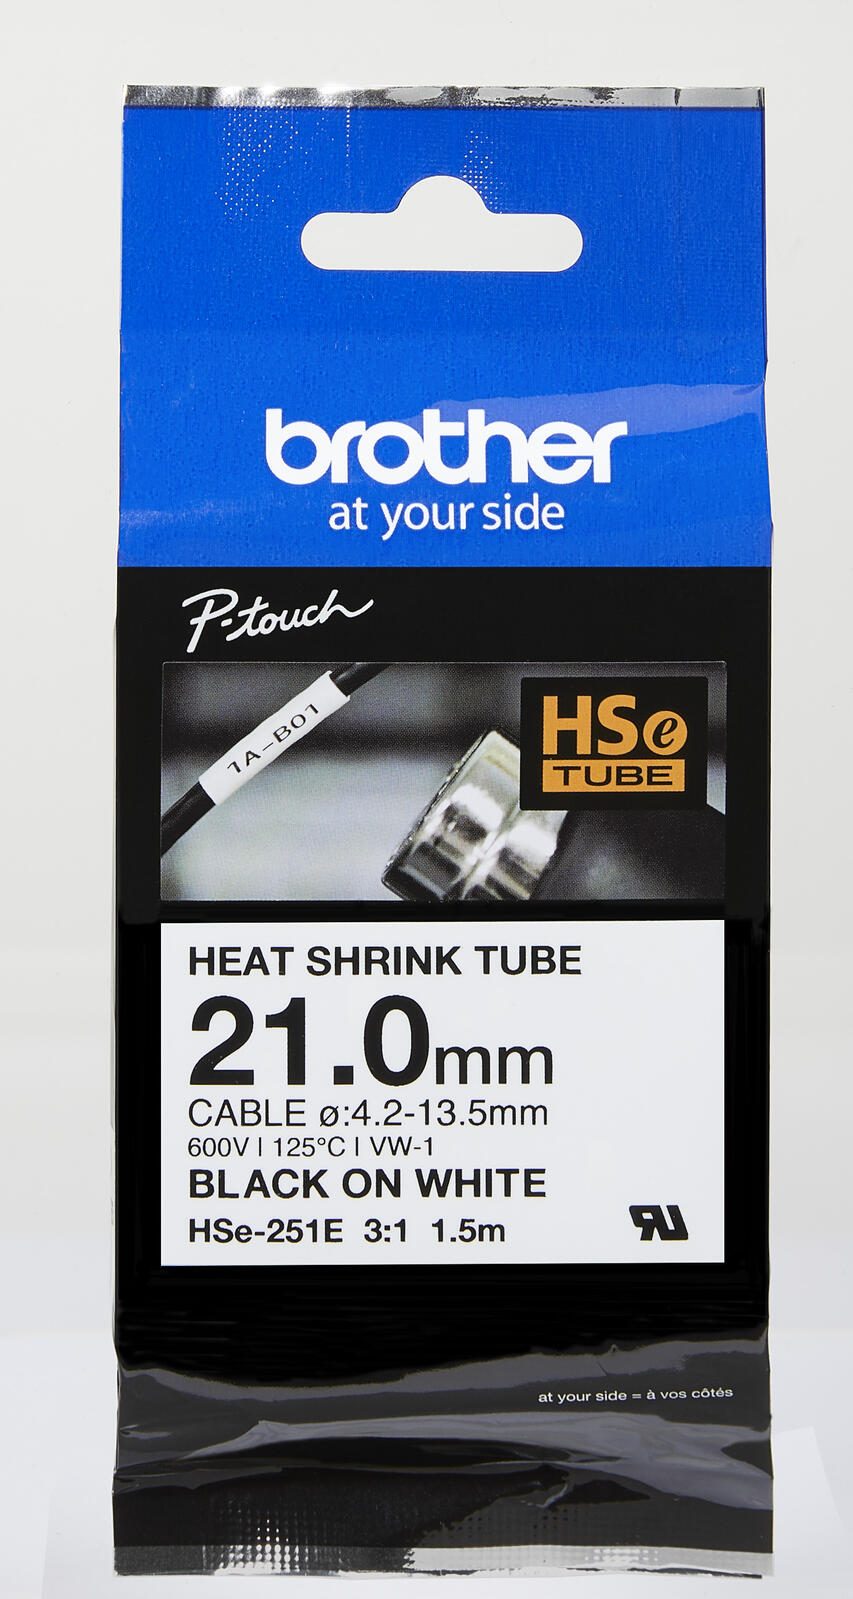 brother
at your side
P-touch
1A-B01
HSe
TUBE
HEAT SHRINK TUBE
21.0mm
CABLE ø:4.2-13.5mm
600V | 125°C | VW-1
BLACK ON WHITE
HSe-251E 3:1 1.5m
RU
at your side = à vos côtés